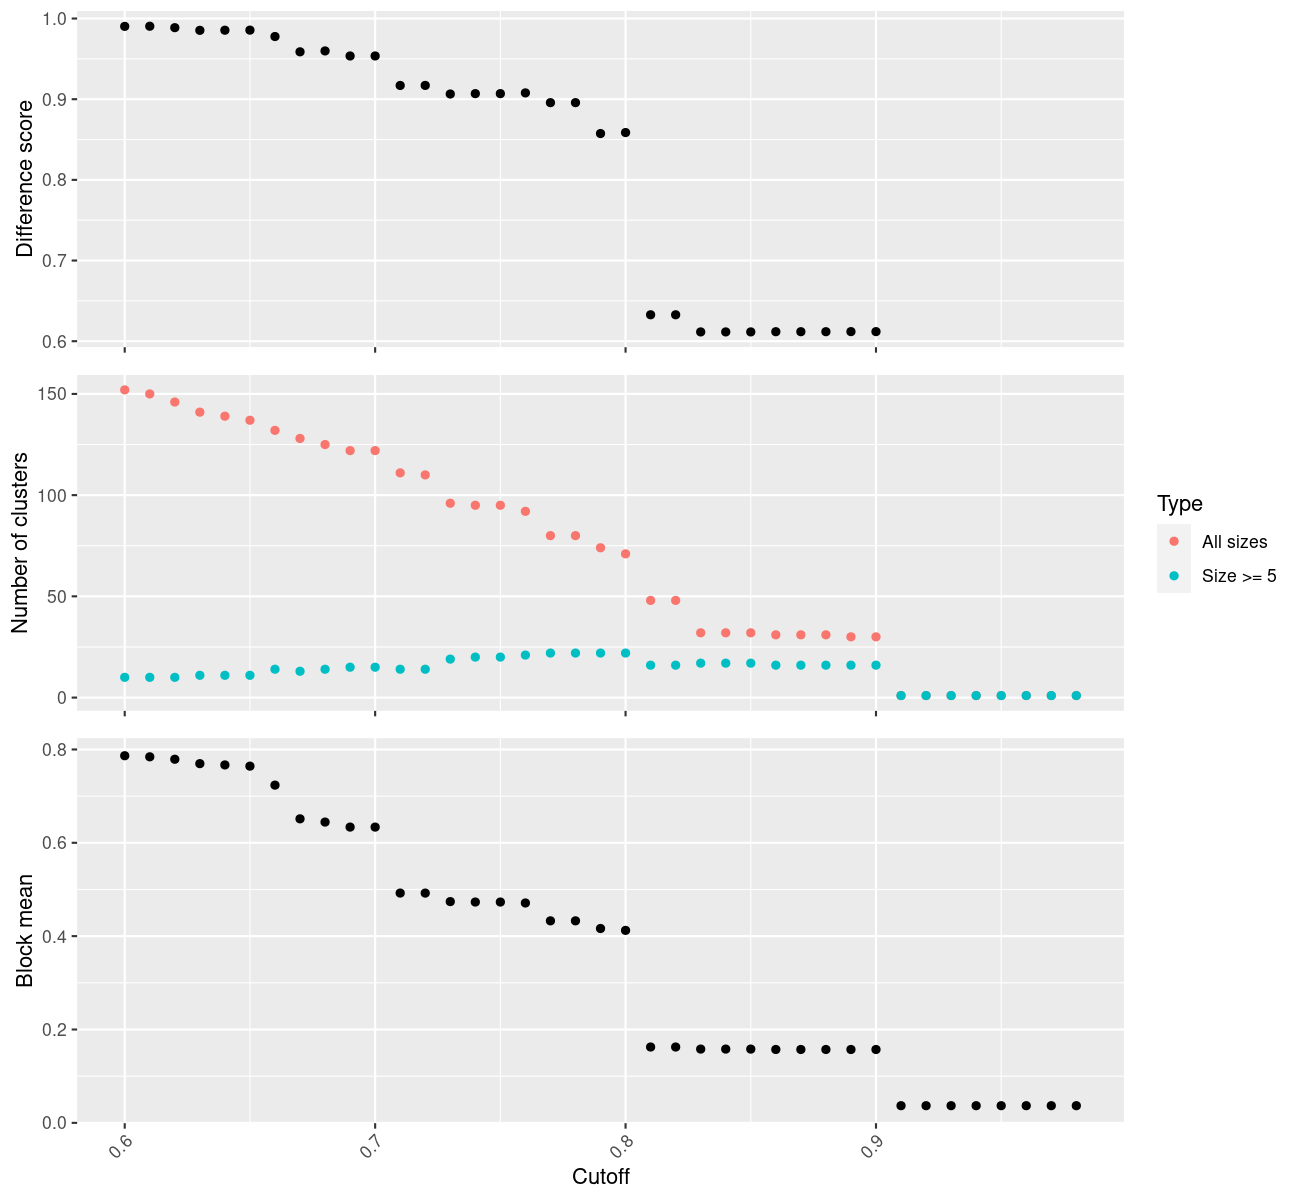 1.0
0.9
0.8
0.7
0.6
Difference score
150
100
50
0
Number of clusters
Type
All sizes
Size >= 5
0.8
0.6
0.4
0.2
0.0
Block mean
0.6
0.7
0.8
0.9
Cutoff